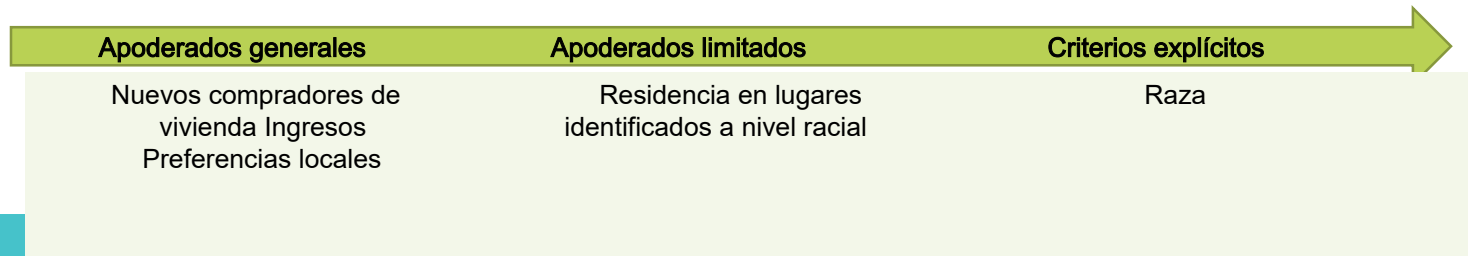 Apoderados generales
Apoderados limitados
Criterios explícitos
Nuevos compradores de
vivienda Ingresos
Preferencias locales
Residencia en lugares
identificados a nivel racial
Raza